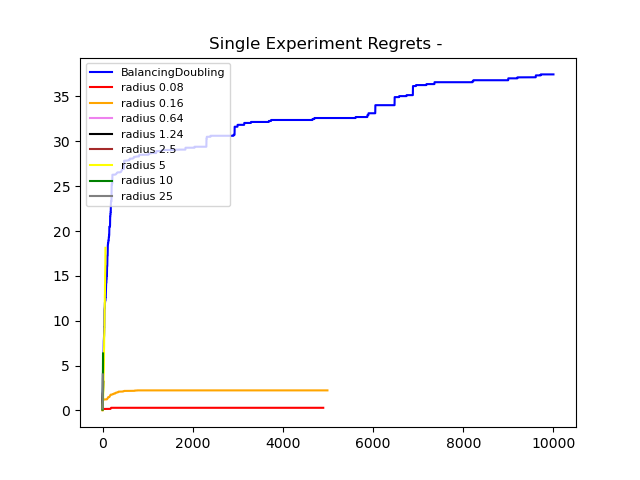 Single Experiment Regrets -
BalancingDoubling
radius 0.08
radius 0.16
radius 0.64
radius 1.24
radius 2.5
radius 5
radius 10
radius 25
35
30
25
20
15
10
5
0
0 2000 4000 6000 8000 10000